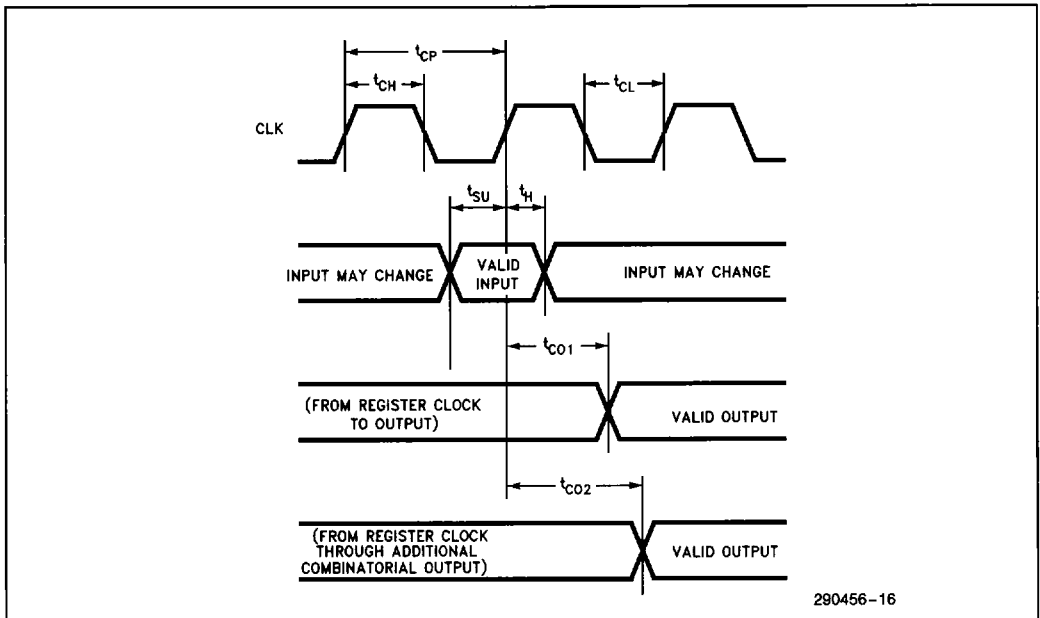 tCP
tCH
tCL
CLK
tSU
tH
INPUT MAY CHANGE
VALID
INPUT
INPUT MAY CHANGE
tCO1
(FROM REGISTER CLOCK
TO OUTPUT)
VALID OUTPUT
tCO2
(FROM REGISTER CLOCK
THROUGH ADDITIONAL
COMBINATORIAL OUTPUT)
VALID OUTPUT
290456-16